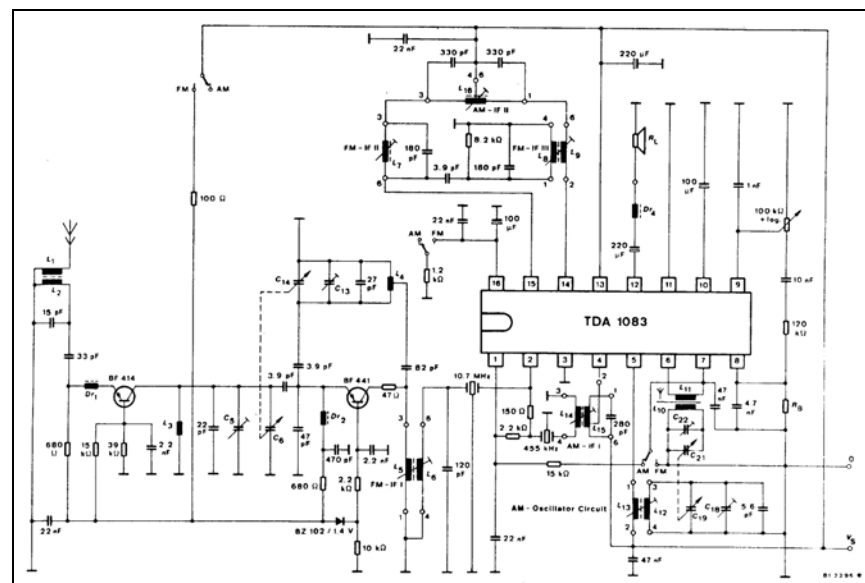 22 nF
330 pF
330 pF
220 µF
4
6
FM
AM
3
L16
1
AM-IF II
3
4
6
RL
FM-IF II
180 pF
8.2 kΩ
FM-IF III
L7
L8
L9
3.9 pF
180 pF
6
1
2
100 Ω
22 nF
100 µF
AM
FM
1.2 kΩ
Dr4
220 µF
100 µF
1 nF
100 kΩ
+ log.
L1
L2
C14
C13
27 pF
L4
16
15
14
13
12
11
10
9
10 nF
15 pF
TDA 1083
120 kΩ
33 pF
3.9 pF
82 pF
1
2
3
4
5
6
7
8
BF 414
3.9 pF
BF 441
10.7 MHz
Dr1
47 Ω
L3
22 pF
C5
C6
47 pF
Dr2
150 Ω
3
2
1
L14
L15
280 pF
L11
L10
47 nF
4.7 nF
C22
C21
680 Ω
15 kΩ
39 kΩ
2.2 nF
470 pF
2.2 nF
3
6
2.2 kΩ
455 kHz
4
6
AM-IF I
AM
FM
0
680 Ω
2.2 kΩ
L5
L6
FM-IF I
120 pF
15 kΩ
AM-Oscillator Circuit
1
3
L13
L12
C19
C18
5.6 pF
22 nF
BZ 102 / 1.4 V
1
4
2
4
VS
10 kΩ
22 nF
47 nF